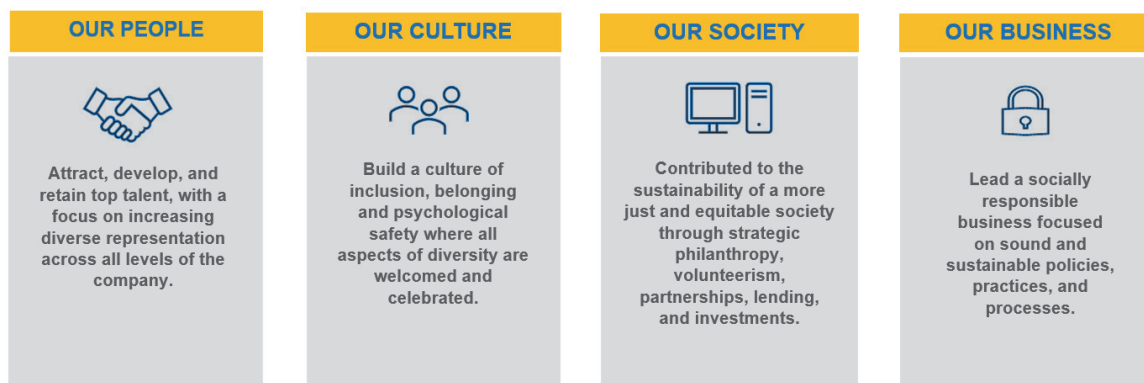 OUR PEOPLE
Attract, develop, and
retain top talent, with a
focus on increasing
diverse representation
across all levels of the
company.
OUR CULTURE
Build a culture of
inclusion, belonging
and psychological
safety where all
aspects of diversity are
welcomed and
celebrated.
OUR SOCIETY
Contributed to the
sustainability of a more
just and equitable society
through strategic
philanthropy,
volunteerism,
partnerships, lending,
and investments.
OUR BUSINESS
Lead a socially
responsible
business focused
on sound and
sustainable policies,
practices, and
processes.